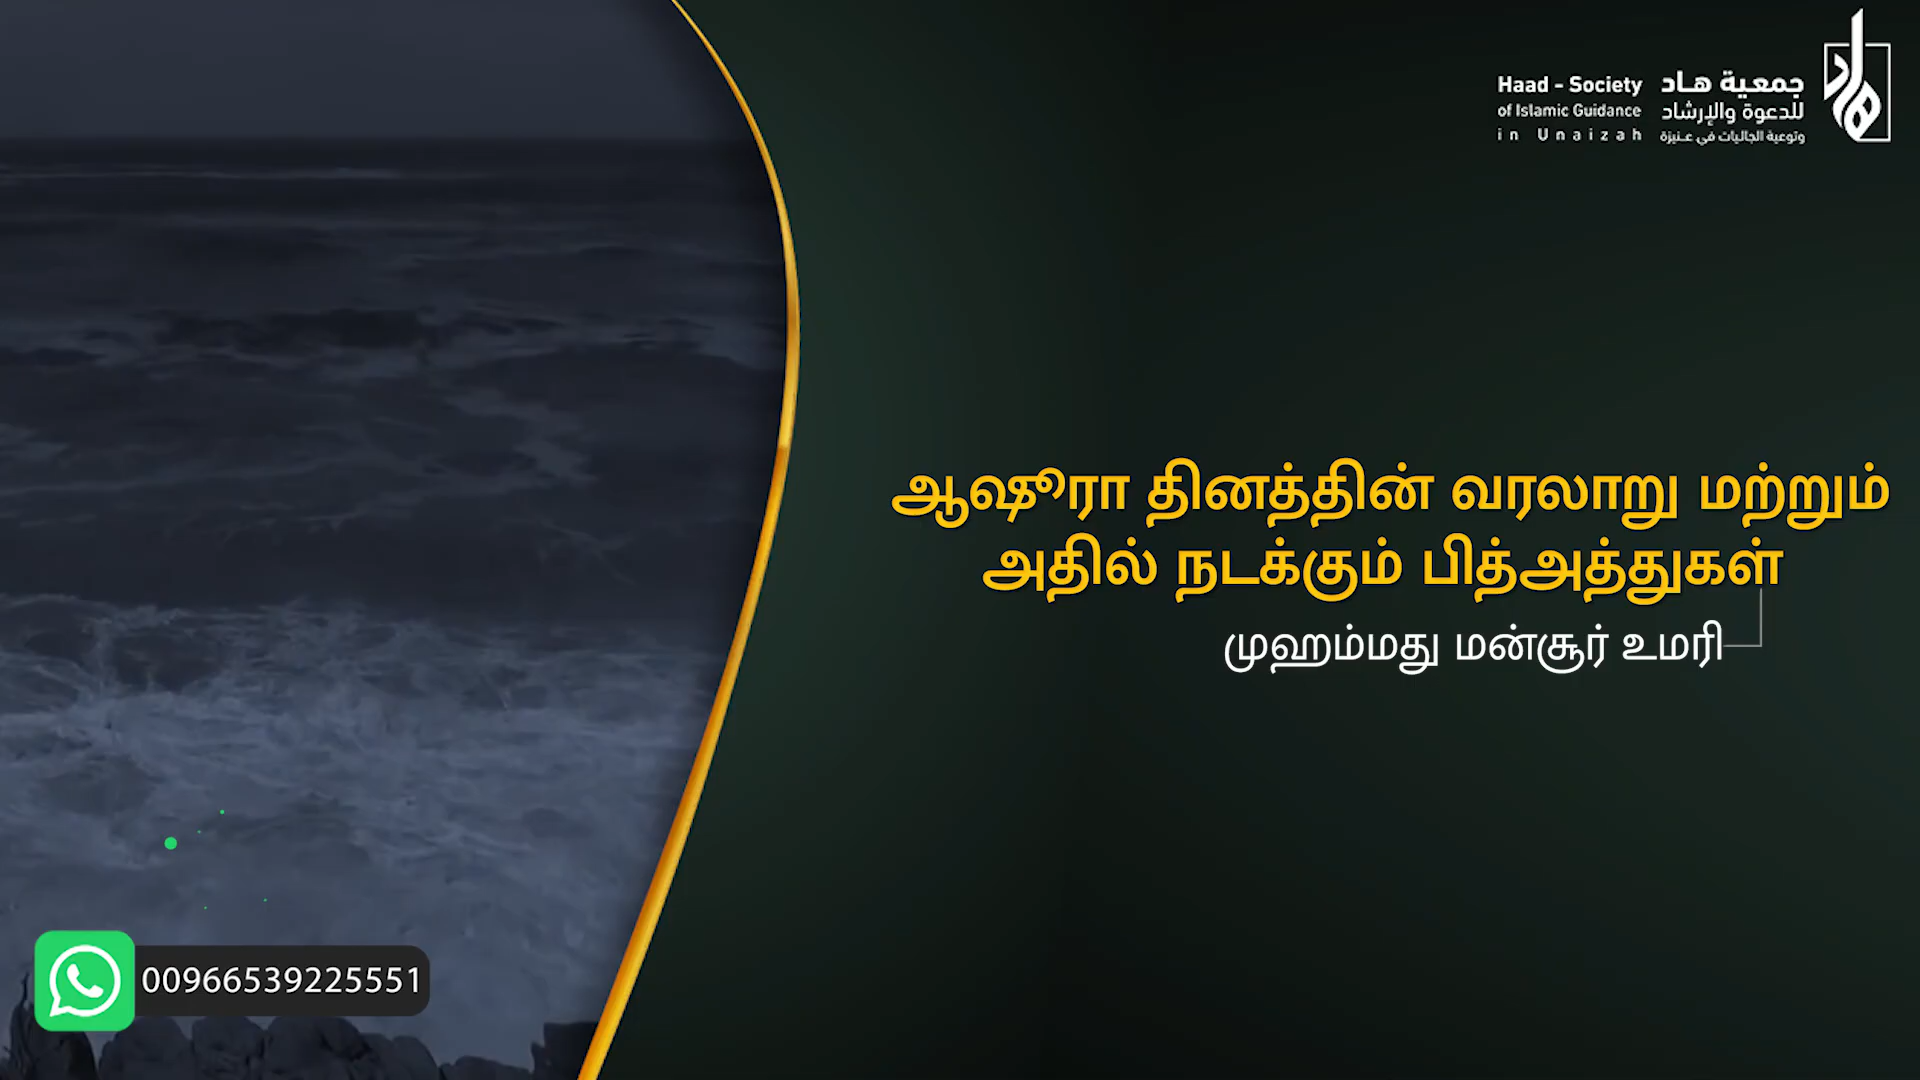 Haad - Society
of Islamic Guidance
in Unaizah
جمعية هاد
للدعوة والإرشاد
وتوعية الجاليات في عنيزة
ஆஷூரா தினத்தின் வரலாறு மற்றும்
அதில் நடக்கும் பித்அத்துகள்
முஹம்மது மன்சூர் உமரி
00966539225551